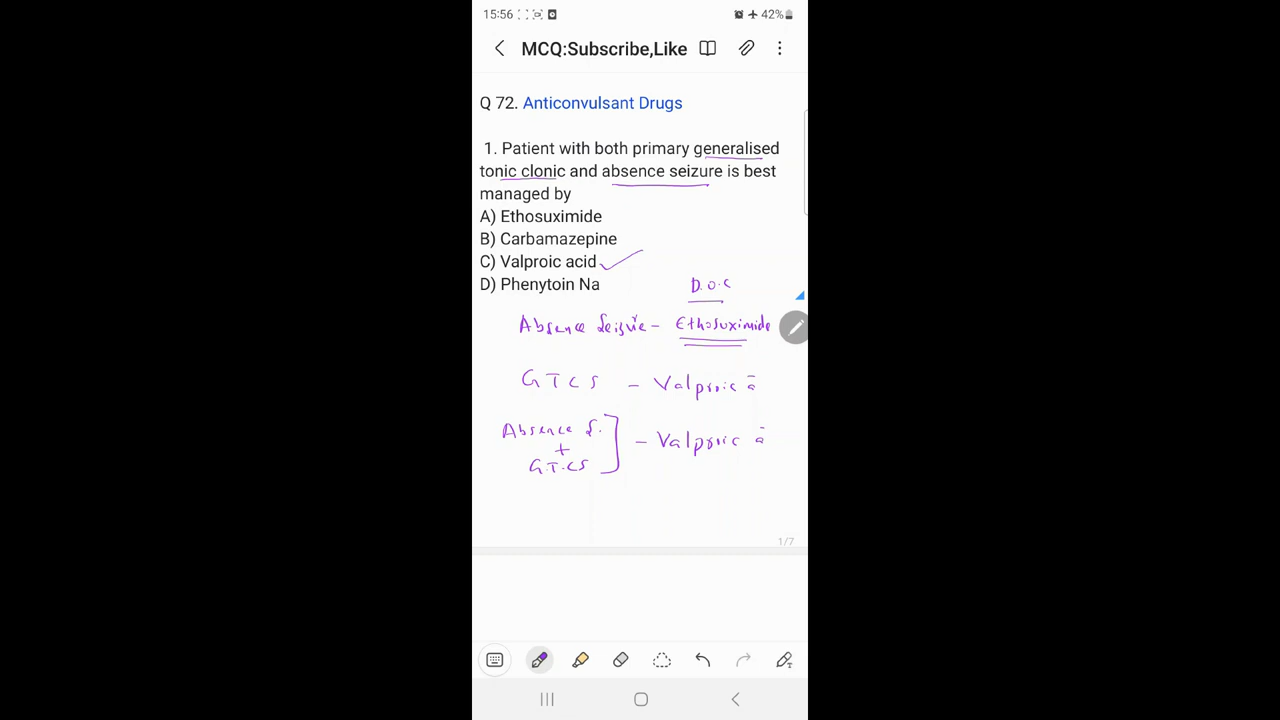 15:56 42%
MCQ:Subscribe,Like
Q 72. Anticonvulsant Drugs
1. Patient with both primary generalised
tonic clonic and absence seizure is best
managed by
A) Ethosuximide
B) Carbamazepine
C) Valproic acid
D) Phenytoin Na
D.O.C
Absence Seizure - Ethosuximide
GTCS - Valproic a
Absence S. - Valproic a
+
G.T.CS
1/7